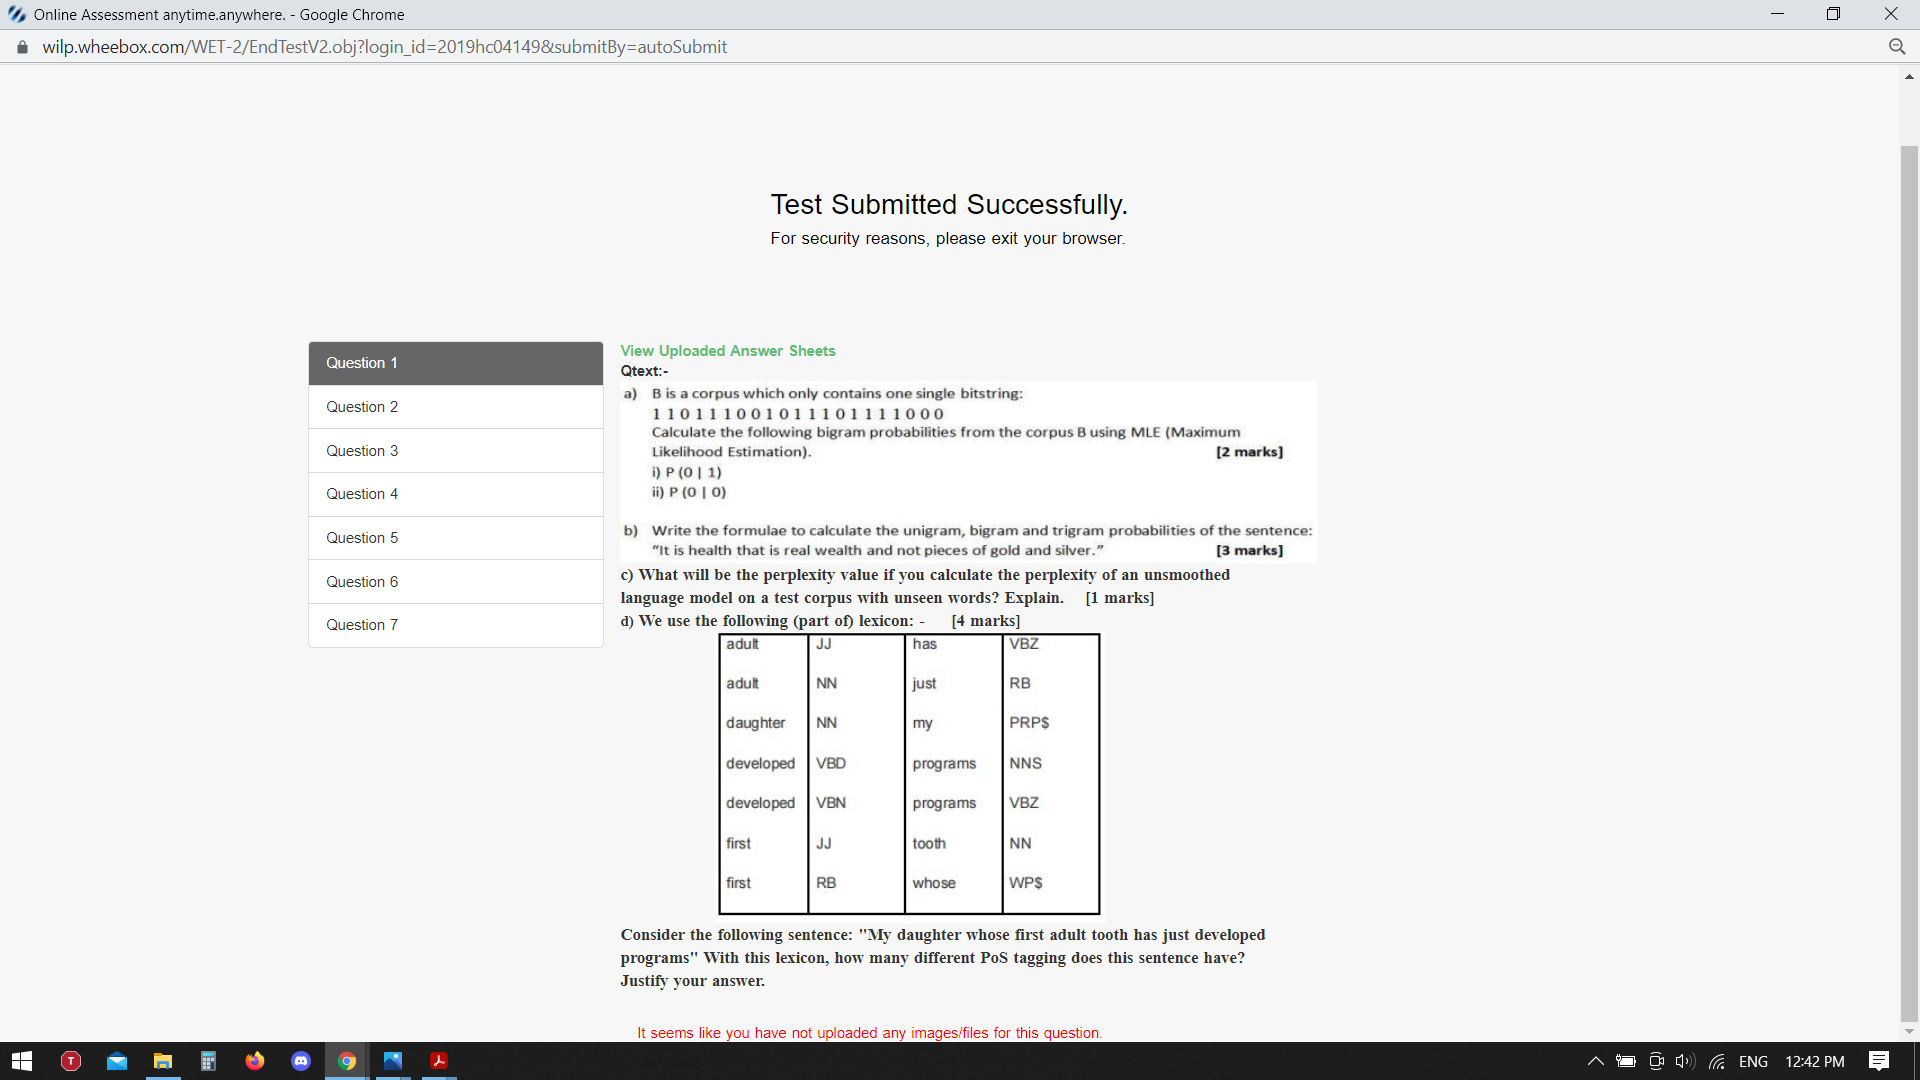 Online Assessment anytime.anywhere. - Google Chrome
wilp.wheebox.com/WET-2/EndTestV2.obj?login_id=2019hc04149&submitBy=autoSubmit
Test Submitted Successfully.
For security reasons, please exit your browser.
Question 1
Question 2
Question 3
Question 4
Question 5
Question 6
Question 7
View Uploaded Answer Sheets
Qtext:-
a) B is a corpus which only contains one single bitstring:
1 1 0 1 1 1 0 0 1 0 1 1 1 0 1 1 1 1 0 0 0
Calculate the following bigram probabilities from the corpus B using MLE (Maximum
Likelihood Estimation). [2 marks]
i) P (0 | 1)
ii) P (0 | 0)
b) Write the formulae to calculate the unigram, bigram and trigram probabilities of the sentence:
“It is health that is real wealth and not pieces of gold and silver.” [3 marks]
c) What will be the perplexity value if you calculate the perplexity of an unsmoothed
language model on a test corpus with unseen words? Explain. [1 marks]
d) We use the following (part of) lexicon: - [4 marks]
adult JJ has VBZ
adult NN just RB
daughter NN my PRP$
developed VBD programs NNS
developed VBN programs VBZ
first JJ tooth NN
first RB whose WP$
Consider the following sentence: "My daughter whose first adult tooth has just developed
programs" With this lexicon, how many different PoS tagging does this sentence have?
Justify your answer.
It seems like you have not uploaded any images/files for this question.
T
ENG 12:42 PM